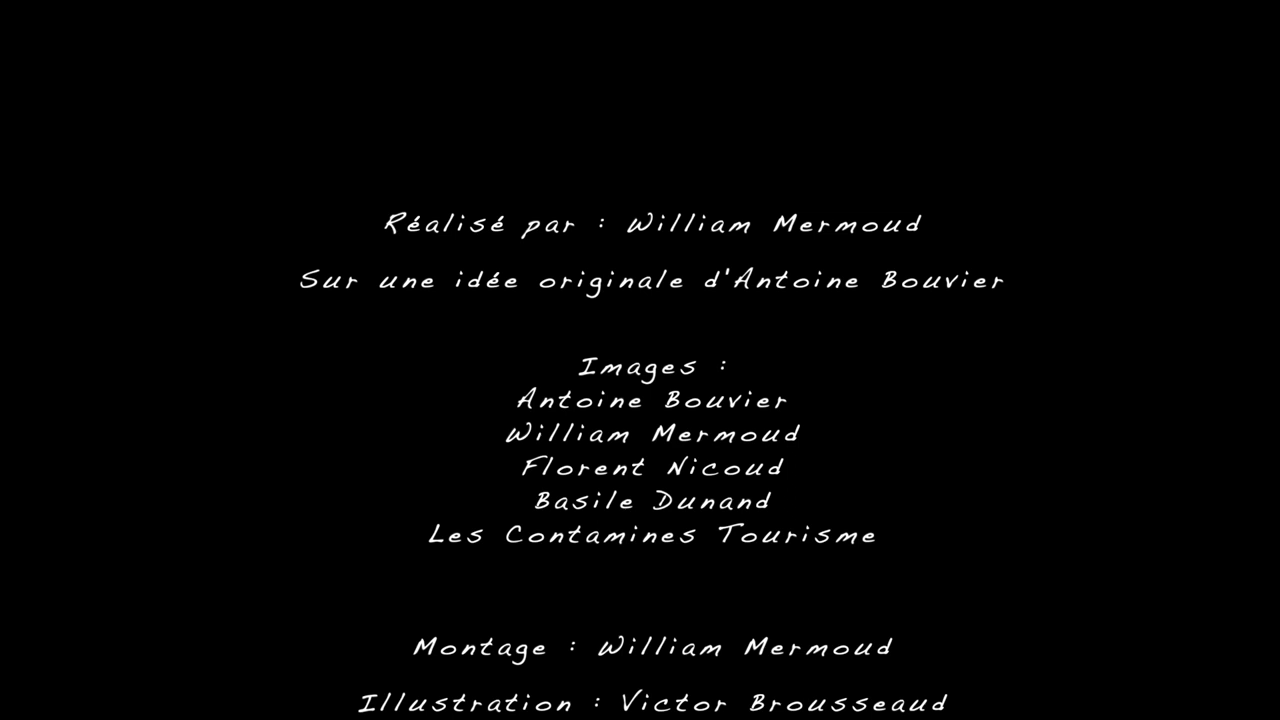 Réalisé par : William Mermoud
Sur une idée originale d'Antoine Bouvier
Images :
Antoine Bouvier
William Mermoud
Florent Nicoud
Basile Dunand
Les Contamines Tourisme
Montage : William Mermoud
Illustration : Victor Brousseaud